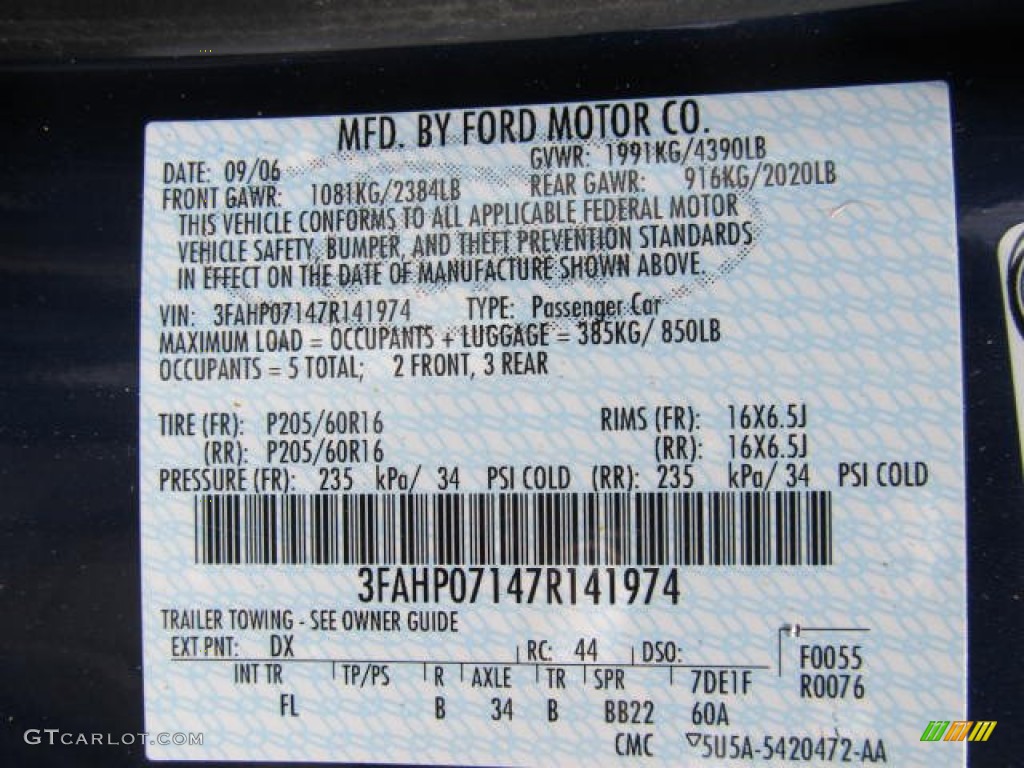 MFD. BY FORD MOTOR CO.
DATE: 09/06 GVWR: 1991KG/4390LB
FRONT GAWR: 1081KG/2384LB REAR GAWR: 916KG/2020LB
THIS VEHICLE CONFORMS TO ALL APPLICABLE FEDERAL MOTOR
VEHICLE SAFETY, BUMPER, AND THEFT PREVENTION STANDARDS
IN EFFECT ON THE DATE OF MANUFACTURE SHOWN ABOVE.
VIN: 3FAHP07147R141974 TYPE: Passenger Car
MAXIMUM LOAD = OCCUPANTS + LUGGAGE = 385KG/ 850LB
OCCUPANTS = 5 TOTAL; 2 FRONT, 3 REAR
TIRE (FR): P205/60R16 RIMS (FR): 16X6.5J
(RR): P205/60R16 (RR): 16X6.5J
PRESSURE (FR): 235 kPa/ 34 PSI COLD (RR): 235 kPa/ 34 PSI COLD
3FAHP07147R141974
TRAILER TOWING - SEE OWNER GUIDE
EXT PNT: DX RC: 44 DSO: F0055
INT TR TP/PS R AXLE TR SPR 7DE1F R0076
FL B 34 B BB22 60A
CMC ▽5U5A-5420472-AA
GTCARLOT.COM